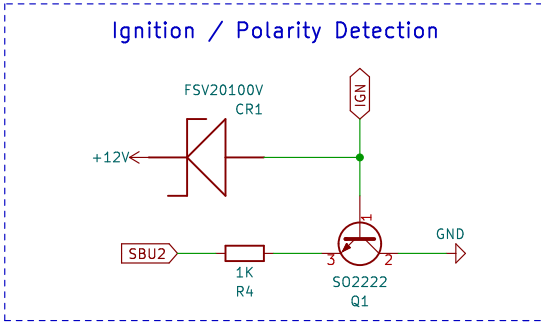 Ignition / Polarity Detection
FSV20100V
CR1
IGN
+12V
1
GND
SBU2
3
2
1K
R4
SO2222
Q1